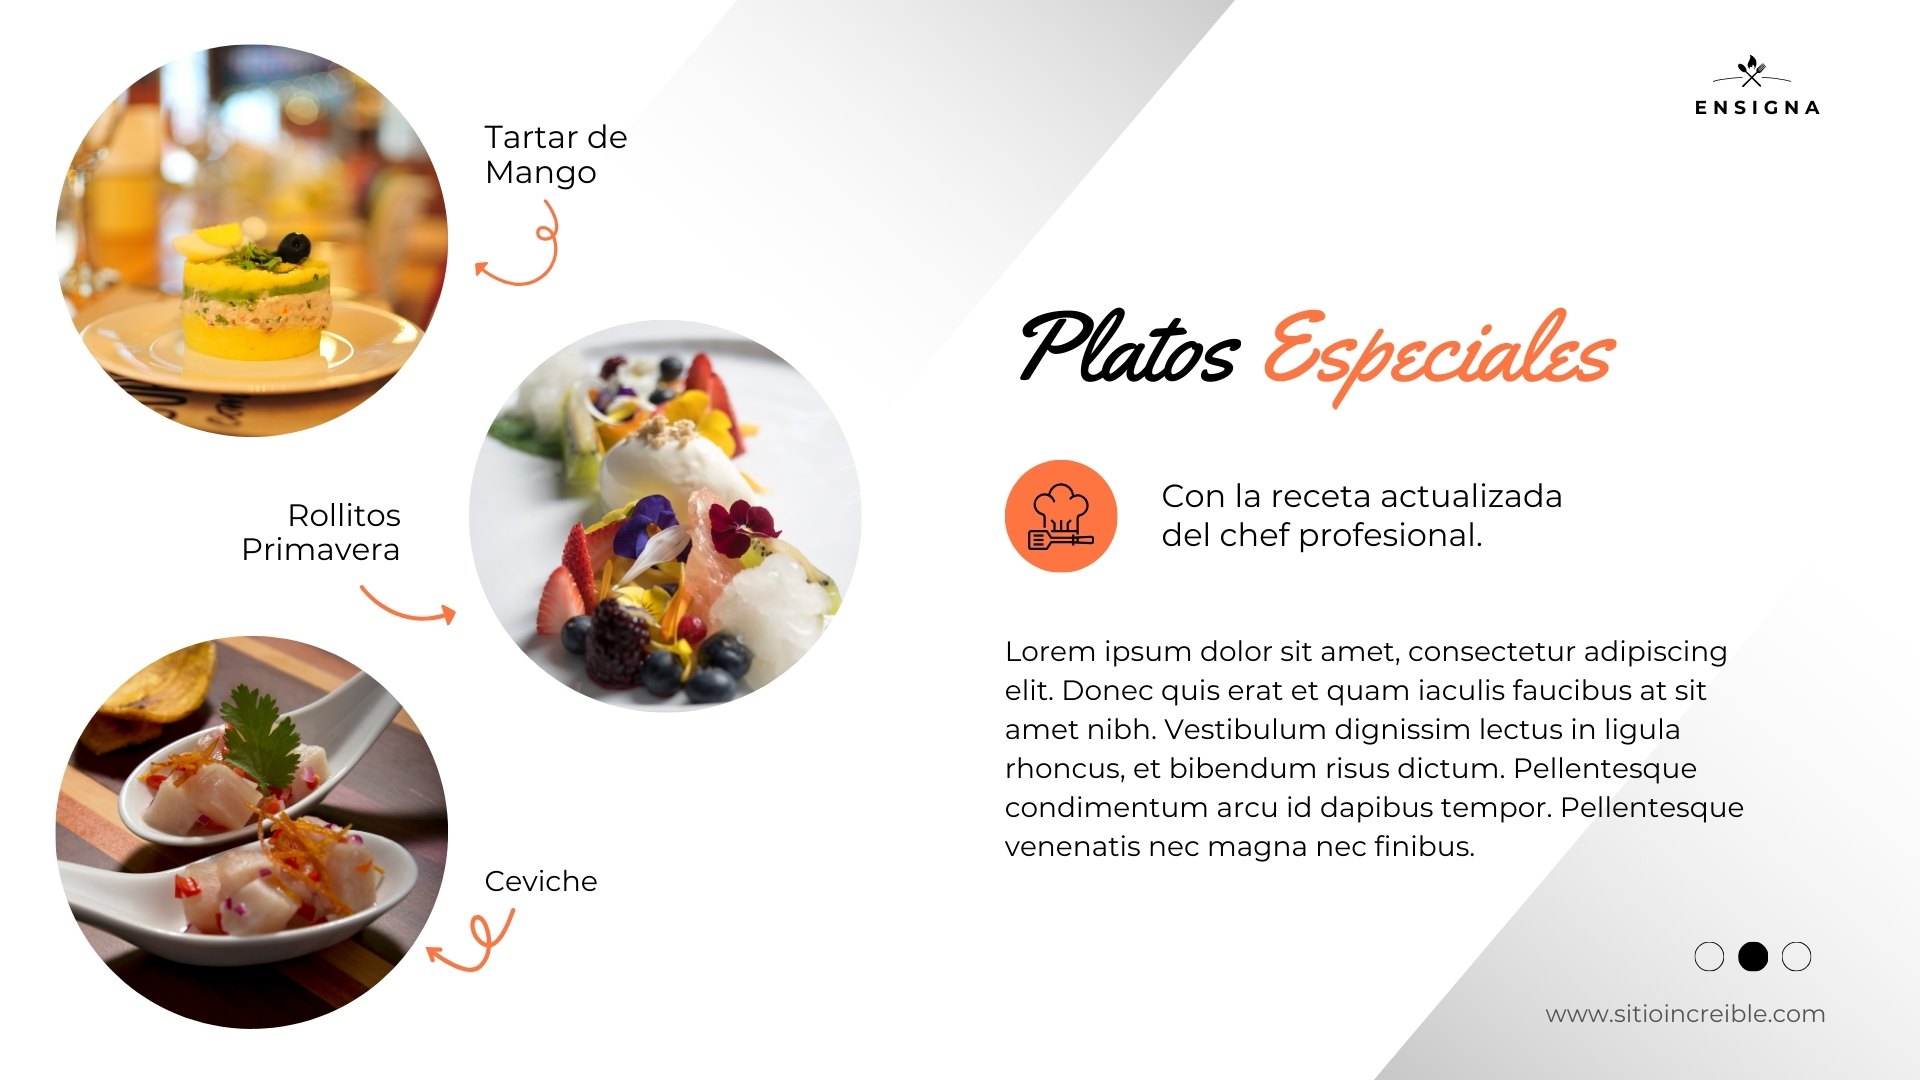 ENSIGNA
Tartar de
Mango
Rollitos
Primavera
Ceviche
Platos Especiales
Con la receta actualizada
del chef profesional.
Lorem ipsum dolor sit amet, consectetur adipiscing
elit. Donec quis erat et quam iaculis faucibus at sit
amet nibh. Vestibulum dignissim lectus in ligula
rhoncus, et bibendum risus dictum. Pellentesque
condimentum arcu id dapibus tempor. Pellentesque
venenatis nec magna nec finibus.
www.sitioincreible.com